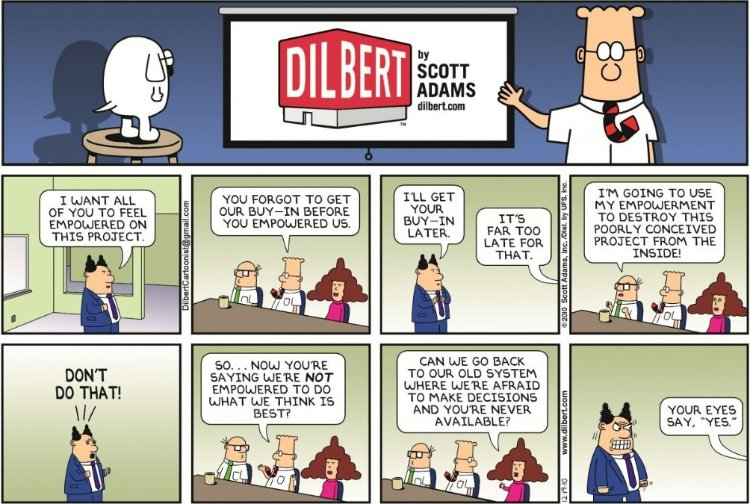 DILBERT
by
SCOTT
ADAMS
dilbert.com
TM
I WANT ALL
OF YOU TO FEEL
EMPOWERED ON
THIS PROJECT.
DilbertCartoonist@gmail.com
YOU FORGOT TO GET
OUR BUY-IN BEFORE
YOU EMPOWERED US.
I'LL GET
YOUR
BUY-IN
LATER.
IT'S
FAR TOO
LATE FOR
THAT.
©2010 Scott Adams, Inc./Dist. by UFS, Inc.
I'M GOING TO USE
MY EMPOWERMENT
TO DESTROY THIS
POORLY CONCEIVED
PROJECT FROM THE
INSIDE!
DON'T
DO THAT!
SO... NOW YOU'RE
SAYING WE'RE NOT
EMPOWERED TO DO
WHAT WE THINK IS
BEST?
CAN WE GO BACK
TO OUR OLD SYSTEM
WHERE WE'RE AFRAID
TO MAKE DECISIONS
AND YOU'RE NEVER
AVAILABLE?
www.dilbert.com
12-19-10
YOUR EYES
SAY, "YES."